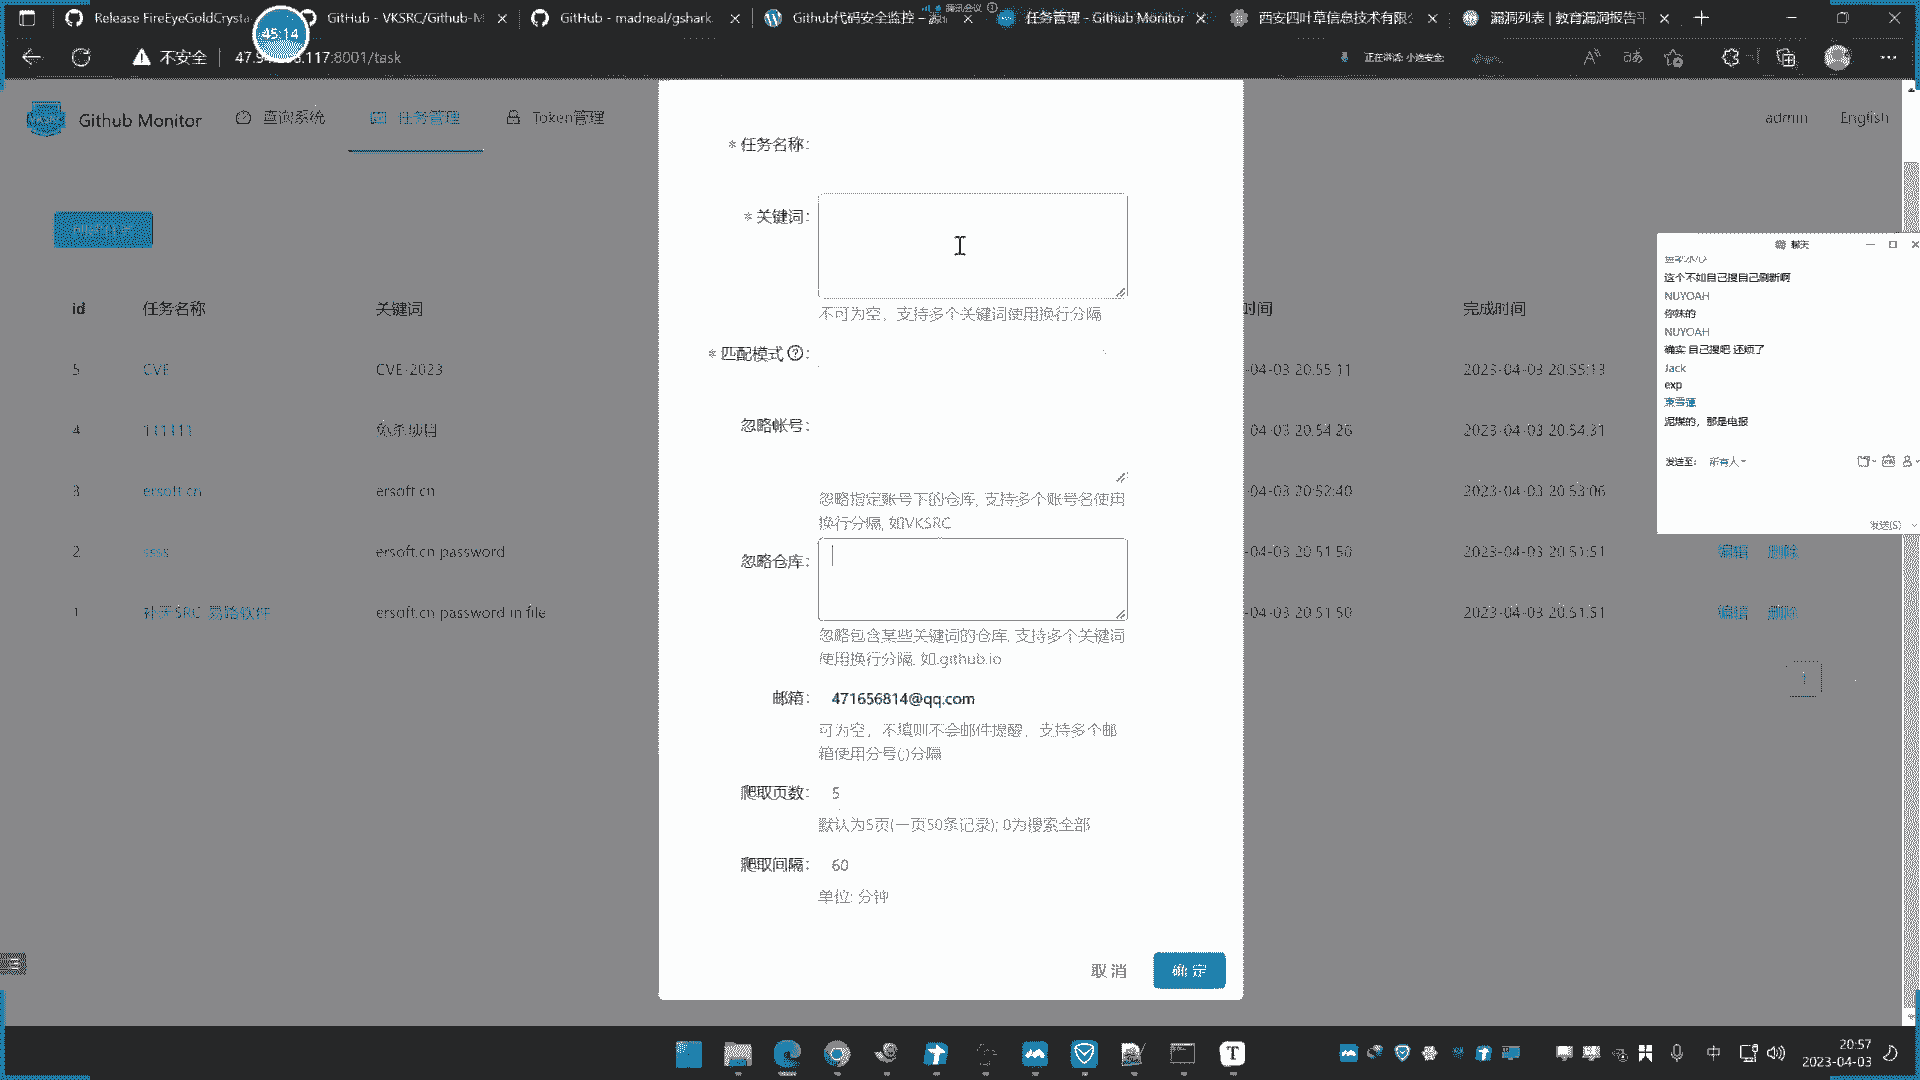 Release FireEyeGoldCrysta
GitHub - VKSRC/Github-M
GitHub - madneal/gshark
Github代码安全监控 – 源
任务管理 - Github Monitor
西安四叶草信息技术有限
漏洞列表 | 教育漏洞报告平
腾讯会议
45:14
不安全
117:8001/task
Github Monitor
查询系统
任务管理
Token管理
admin
English
id
任务名称
关键词
时间
完成时间
5
CVE
CVE-2023
-04-03 20:55:11
2023-04-03 20:55:13
4
111111
免杀项目
-04-03 20:54:26
2023-04-03 20:54:31
3
ersoft.cn
ersoft.cn
-04-03 20:52:40
2023-04-03 20:53:06
2
ersoft.cn password
-04-03 20:51:50
2023-04-03 20:51:51
编辑
删除
1
补天SRC-易路软件
ersoft.cn password in file
-04-03 20:51:50
2023-04-03 20:51:51
编辑
删除
1
* 任务名称:
* 关键词:
不可为空，支持多个关键词使用换行分隔
* 匹配模式 ? :
忽略帐号:
忽略指定账号下的仓库, 支持多个账号名使用
换行分隔, 如VKSRC
忽略仓库:
忽略包含某些关键词的仓库, 支持多个关键词
使用换行分隔, 如.github.io
邮箱:
471656814@qq.com
可为空，不填则不会邮件提醒，支持多个邮
箱使用分号(;)分隔
爬取页数:
5
默认为5页(一页50条记录); 0为搜索全部
爬取间隔:
60
单位: 分钟
取 消
确 定
聊天
这个不如自己搜自己刷新啊
NUYOAH
你妹的
NUYOAH
确实 自己搜吧 还烦了
Jack
exp
泥煤的，那是电报
发送至:
所有人
发送(S)
中
20:57
2023-04-03